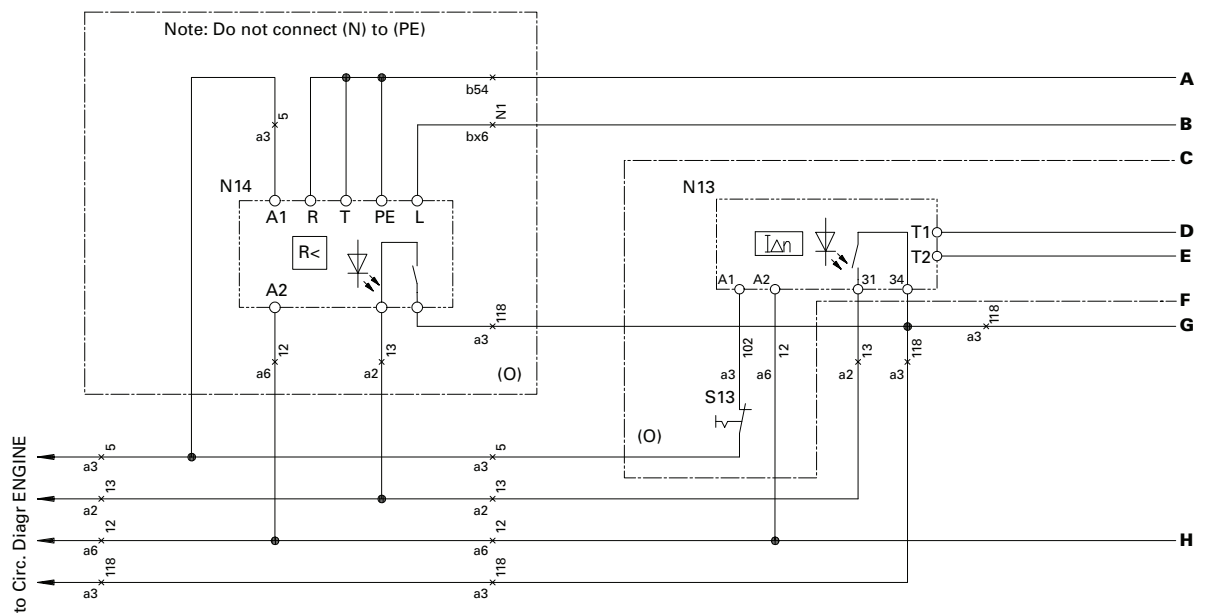 Note: Do not connect (N) to (PE)
A
b54
5
a3
N1
bx6
B
C
N14
A1 R T PE L
N13
R<
I∆n
T1
D
T2
E
A2
A1 A2 31 34
F
118
a3
118
a3
G
12
a6
13
a2
(O)
102
a3
12
a6
13
a2
118
a3
S13
(O)
to Circ. Diagr ENGINE
5
a3
5
a3
13
a2
13
a2
12
a6
12
a6
H
118
a3
118
a3